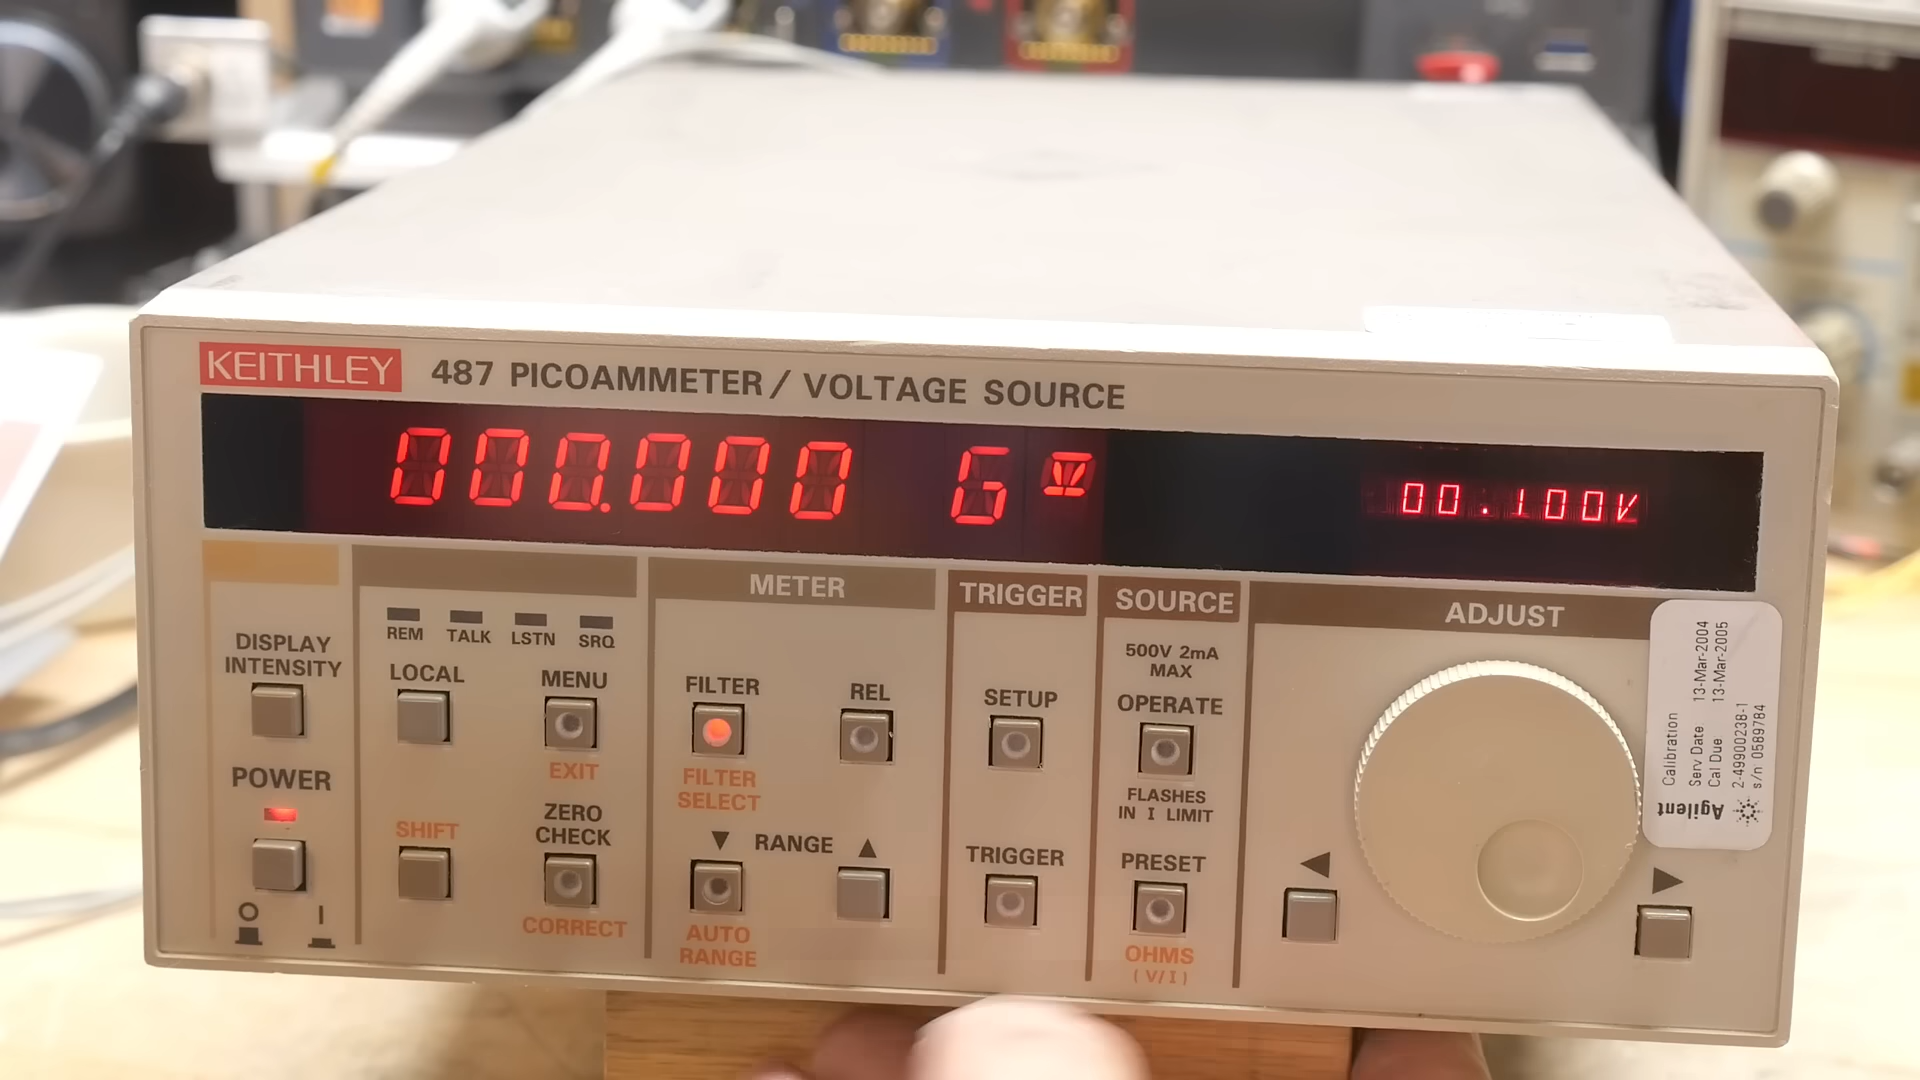 KEITHLEY 487 PICOAMMETER / VOLTAGE SOURCE
000.000 GΩ 00.100V
METER TRIGGER SOURCE ADJUST
REM TALK LSTN SRQ
DISPLAY
INTENSITY
LOCAL
MENU
EXIT
FILTER
FILTER
SELECT
REL
SETUP
500V 2mA
MAX
OPERATE
FLASHES
IN I LIMIT
POWER
O I
SHIFT
ZERO
CHECK
CORRECT
▼ RANGE ▲
AUTO
RANGE
TRIGGER
PRESET
OHMS
(V/I)
◀ ▶
Calibration
Serv Date 13-Mar-2004
Cal Due 13-Mar-2005
Agilent
2-49900238-1
s/n: 0589784